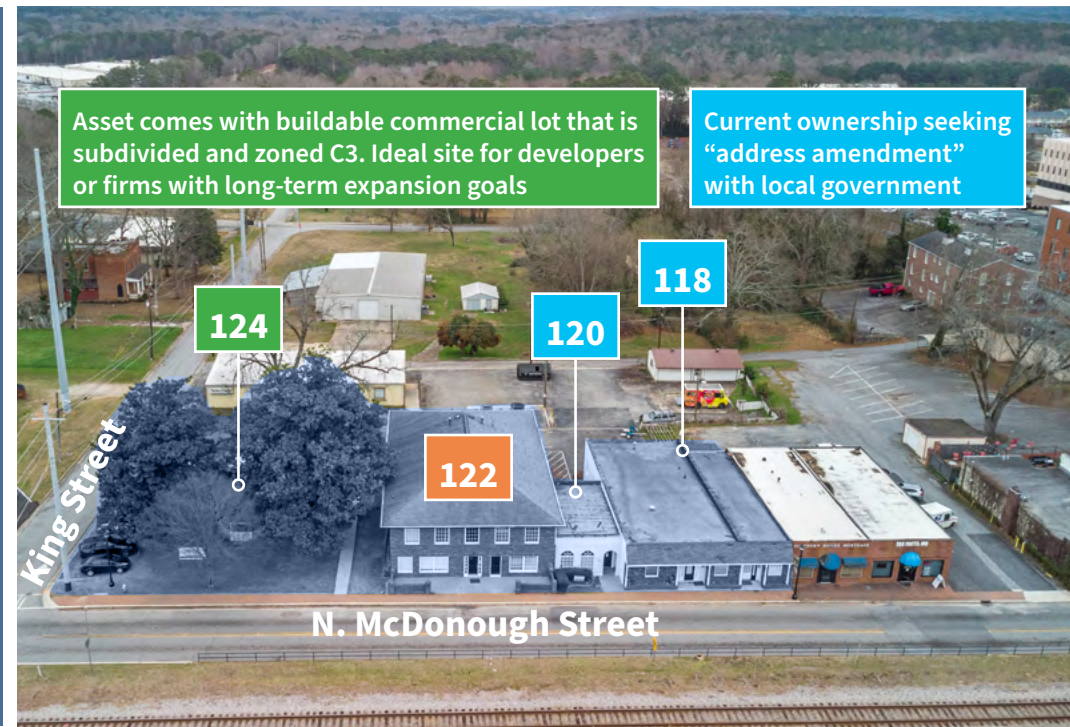 Asset comes with buildable commercial lot that is
subdivided and zoned C3. Ideal site for developers
or firms with long-term expansion goals
Current ownership seeking
“address amendment”
with local government
118
124
120
122
King Street
N. McDonough Street